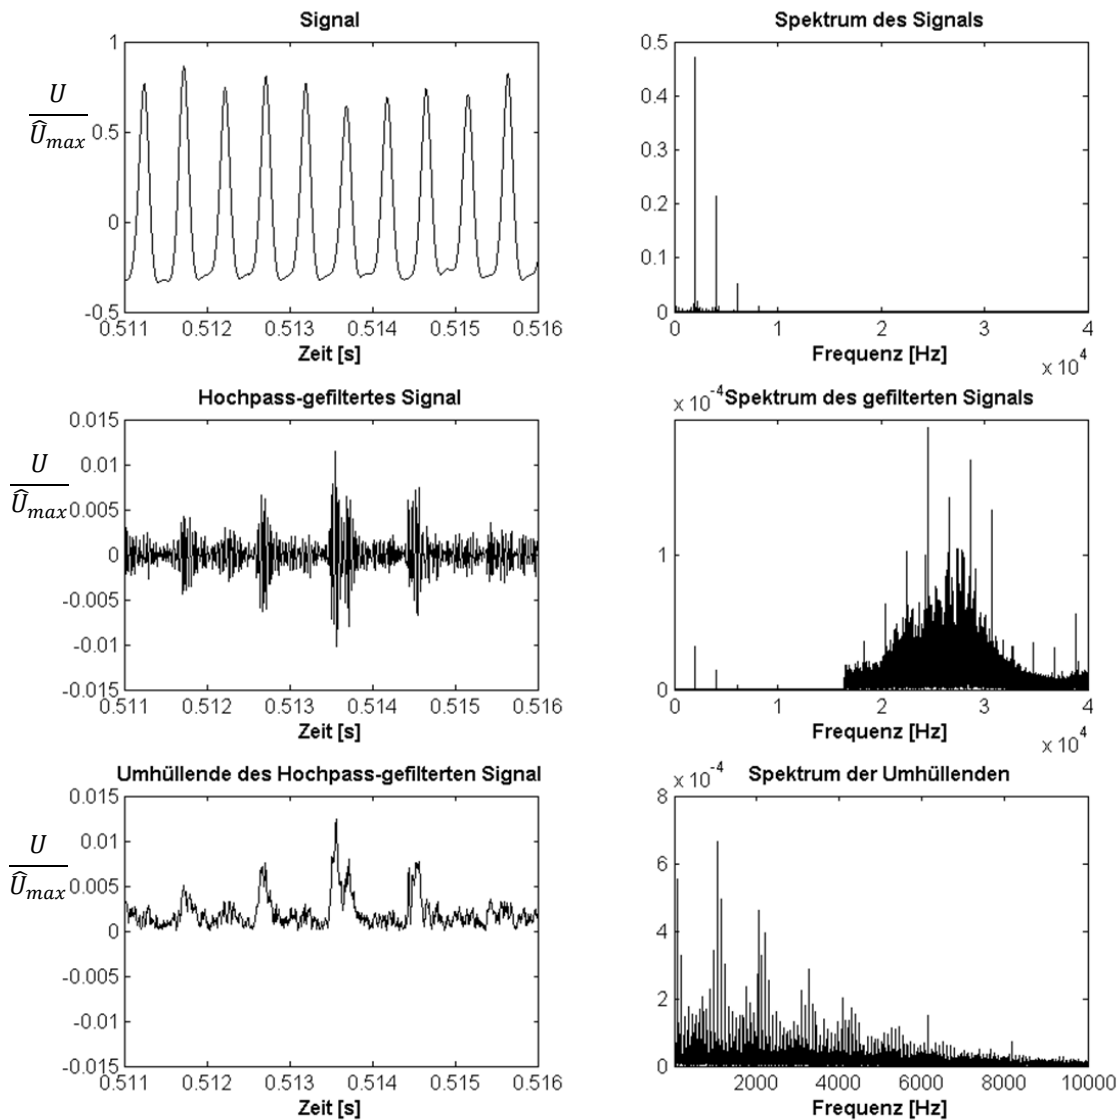 Signal
U
Û_max
1
0.5
0
-0.5
0.511 0.512 0.513 0.514 0.515 0.516
Zeit [s]
Spektrum des Signals
0.5
0.4
0.3
0.2
0.1
0
0 1 2 3 4
Frequenz [Hz]
x 10^4
Hochpass-gefiltertes Signal
U
Û_max
0.015
0.01
0.005
0
-0.005
-0.01
-0.015
0.511 0.512 0.513 0.514 0.515 0.516
Zeit [s]
x 10^-4 Spektrum des gefilterten Signals
1
0
0 1 2 3 4
Frequenz [Hz]
x 10^4
Umhüllende des Hochpass-gefilterten Signal
U
Û_max
0.015
0.01
0.005
0
-0.005
-0.01
-0.015
0.511 0.512 0.513 0.514 0.515 0.516
Zeit [s]
x 10^-4 Spektrum der Umhüllenden
8
6
4
2
0
2000 4000 6000 8000 10000
Frequenz [Hz]